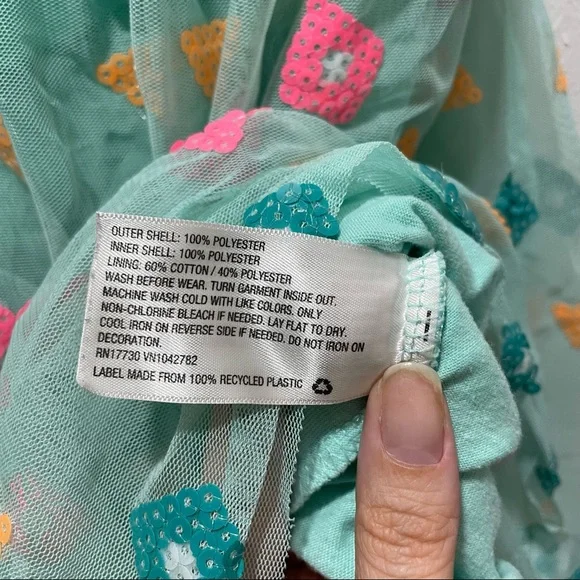 OUTER SHELL: 100% POLYESTER
INNER SHELL: 100% POLYESTER
LINING: 60% COTTON / 40% POLYESTER
WASH BEFORE WEAR. TURN GARMENT INSIDE OUT.
MACHINE WASH COLD WITH LIKE COLORS. ONLY
NON-CHLORINE BLEACH IF NEEDED. LAY FLAT TO DRY.
COOL IRON ON REVERSE SIDE IF NEEDED. DO NOT IRON ON
DECORATION.
RN17730 VN1042782
LABEL MADE FROM 100% RECYCLED PLASTIC